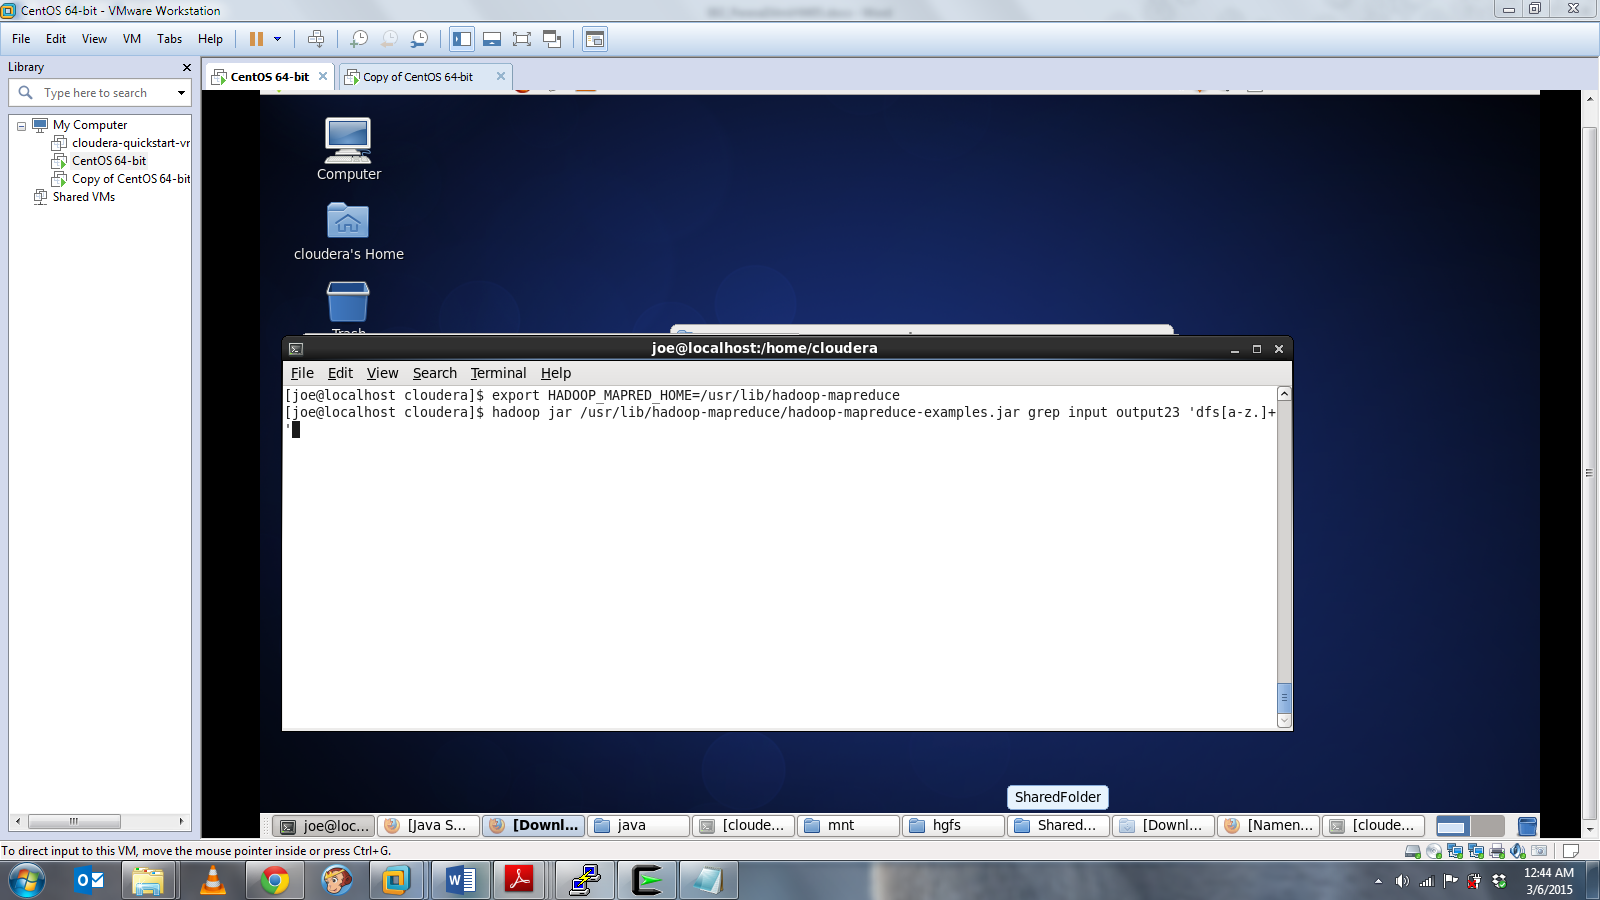 CentOS 64-bit - VMware Workstation
File Edit View VM Tabs Help
Library
Type here to search
My Computer
cloudera-quickstart-vr
CentOS 64-bit
Copy of CentOS 64-bit
Shared VMs
CentOS 64-bit
Copy of CentOS 64-bit
Computer
cloudera's Home
Trash
joe@localhost:/home/cloudera
File Edit View Search Terminal Help
[joe@localhost cloudera]$ export HADOOP_MAPRED_HOME=/usr/lib/hadoop-mapreduce
[joe@localhost cloudera]$ hadoop jar /usr/lib/hadoop-mapreduce/hadoop-mapreduce-examples.jar grep input output23 'dfs[a-z.]+
'
SharedFolder
joe@loc...
[Java S...
[Downl...
java
[cloude...
mnt
hgfs
Shared...
[Downl...
[Namen...
[cloude...
To direct input to this VM, move the mouse pointer inside or press Ctrl+G.
12:44 AM
3/6/2015